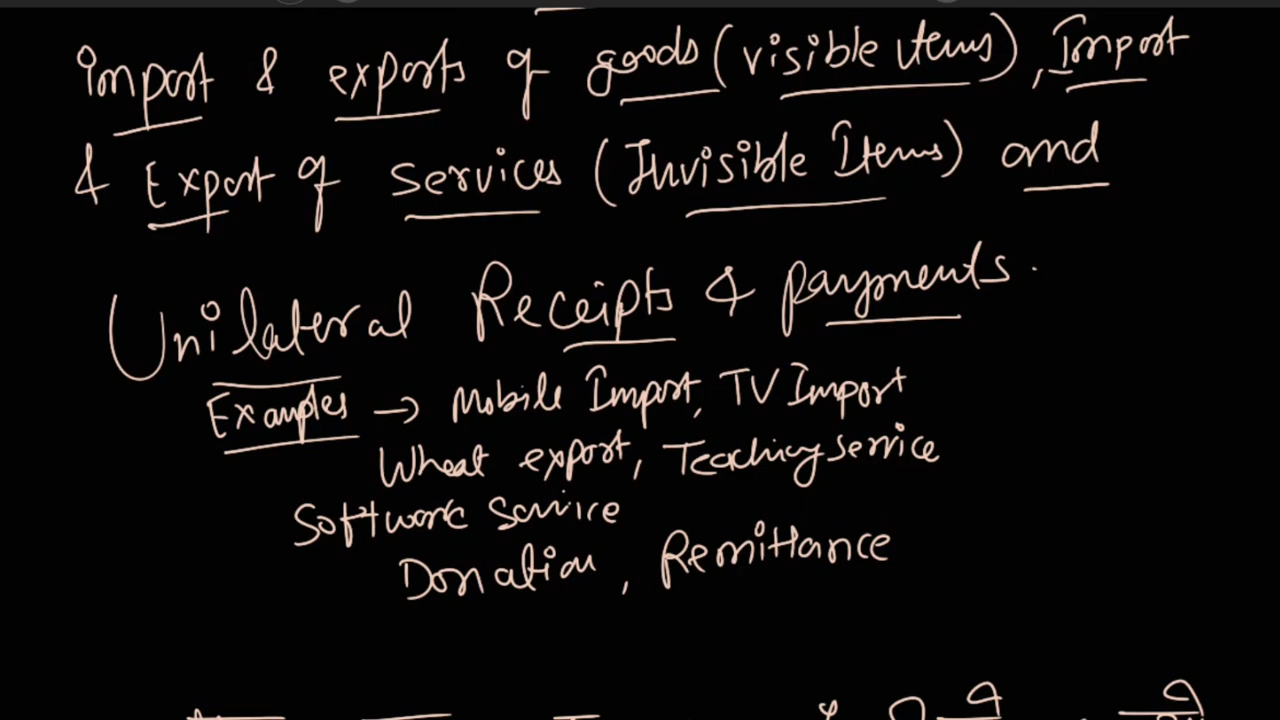 import & exports of goods (visible items), Import
& Export of Services (Invisible Items) and
Unilateral Receipts & payments.
Examples → Mobile Import, TV Import
Wheat export, Teaching service
Software Service
Donation, Remittance